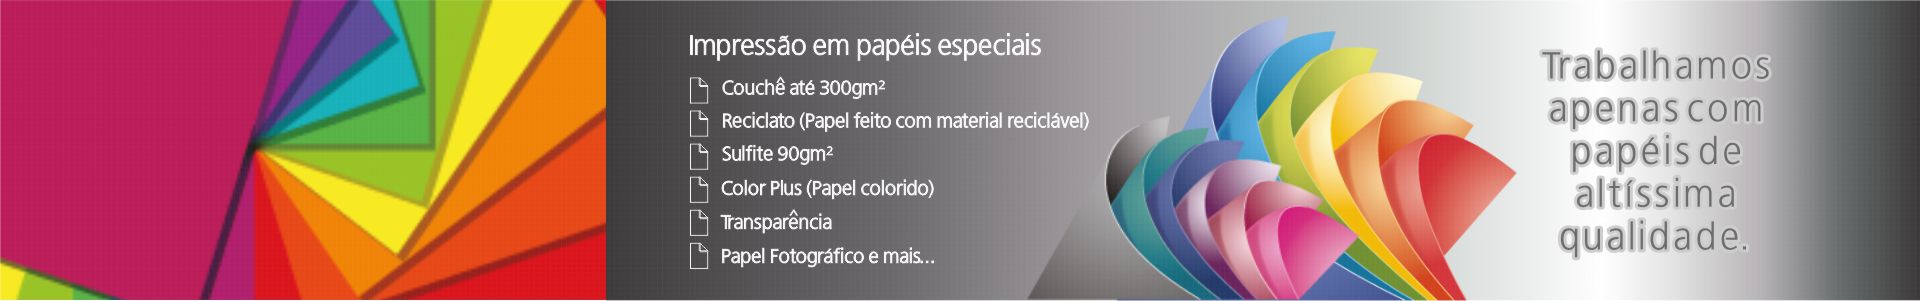 Impressão em papéis especiais
Couchê até 300gm²
Reciclato (Papel feito com material reciclável)
Sulfite 90gm²
Color Plus (Papel colorido)
Transparência
Papel Fotográfico e mais...
Trabalhamos
apenas com
papéis de
altíssima
qualidade.